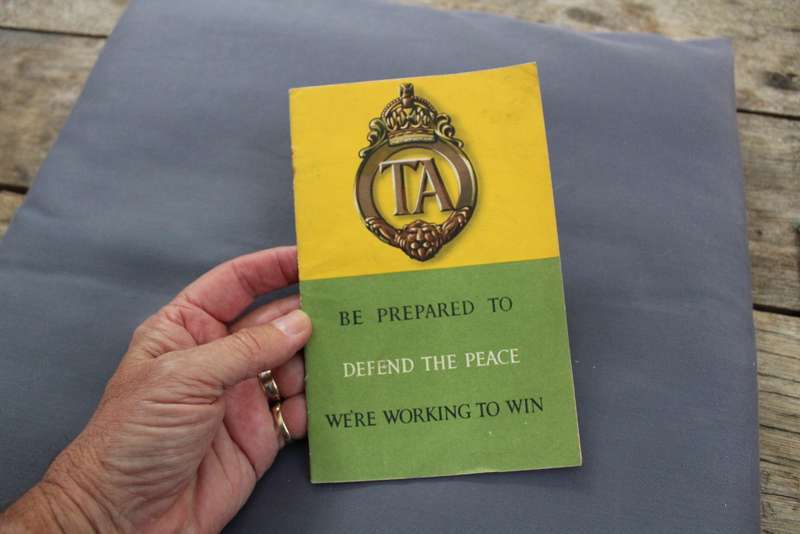 TA
BE PREPARED TO
DEFEND THE PEACE
WE'RE WORKING TO WIN